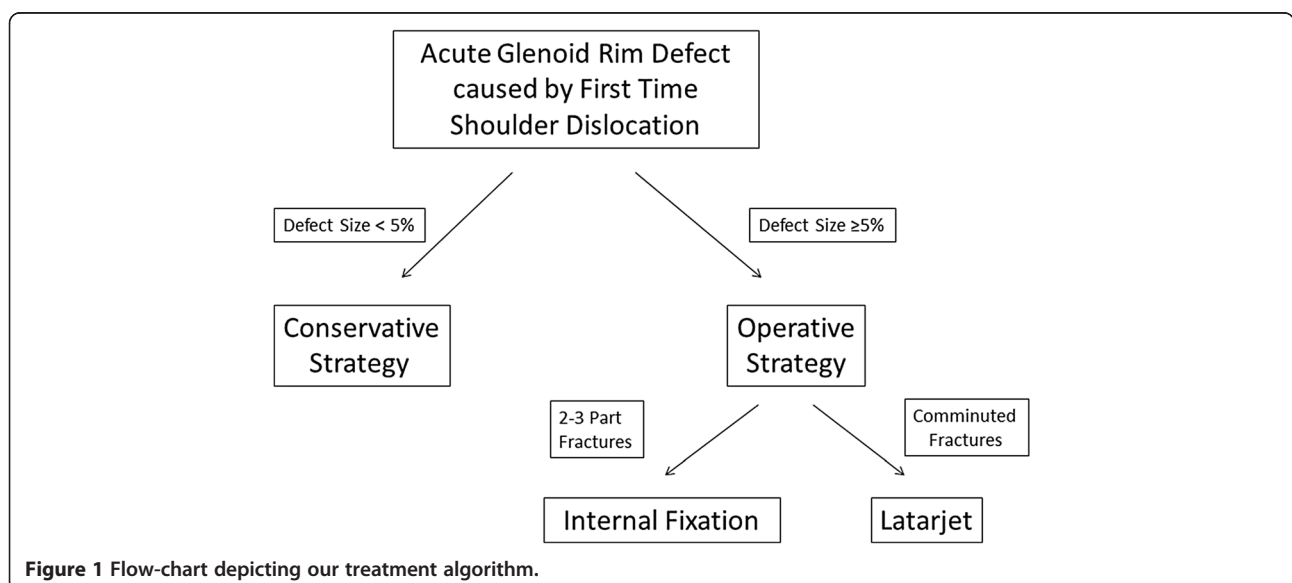 Acute Glenoid Rim Defect
caused by First Time
Shoulder Dislocation
Defect Size < 5%
Defect Size ≥5%
Conservative
Strategy
Operative
Strategy
2-3 Part
Fractures
Comminuted
Fractures
Internal Fixation
Latarjet
Figure 1 Flow-chart depicting our treatment algorithm.